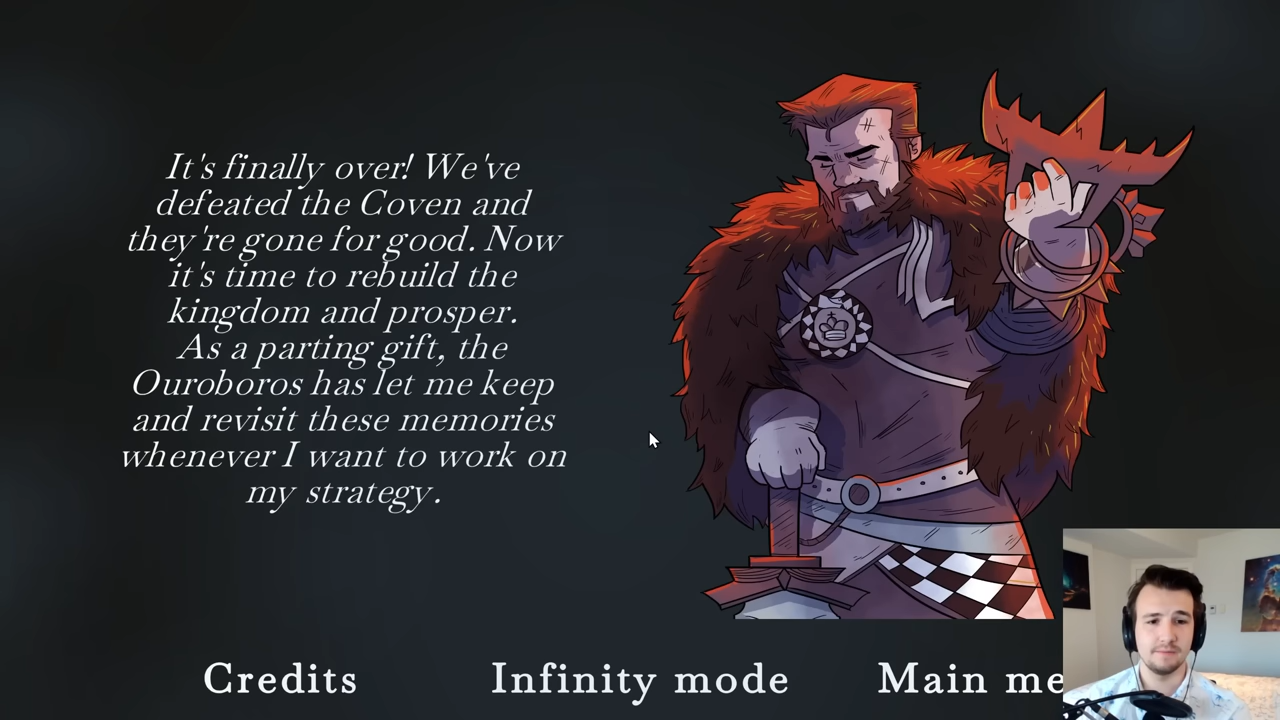 It's finally over! We've
defeated the Coven and
they're gone for good. Now
it's time to rebuild the
kingdom and prosper.
As a parting gift, the
Ouroboros has let me keep
and revisit these memories
whenever I want to work on
my strategy.
Credits
Infinity mode
Main me